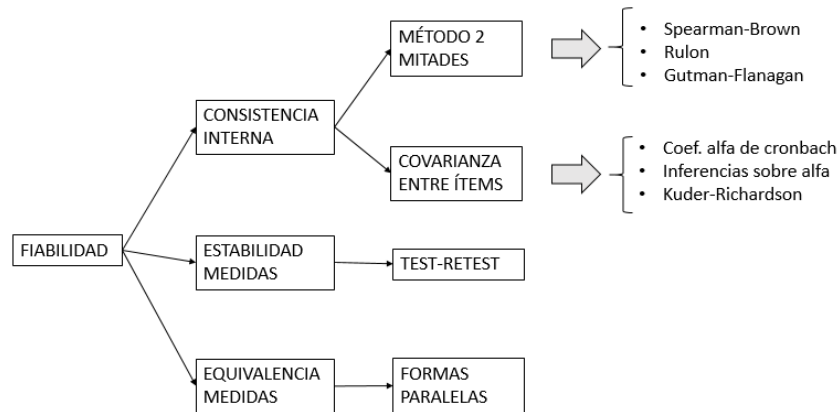 MÉTODO 2
MITADES
• Spearman-Brown
• Rulon
• Gutman-Flanagan
CONSISTENCIA
INTERNA
COVARIANZA
ENTRE ÍTEMS
• Coef. alfa de cronbach
• Inferencias sobre alfa
• Kuder-Richardson
FIABILIDAD
ESTABILIDAD
MEDIDAS
TEST-RETEST
EQUIVALENCIA
MEDIDAS
FORMAS
PARALELAS